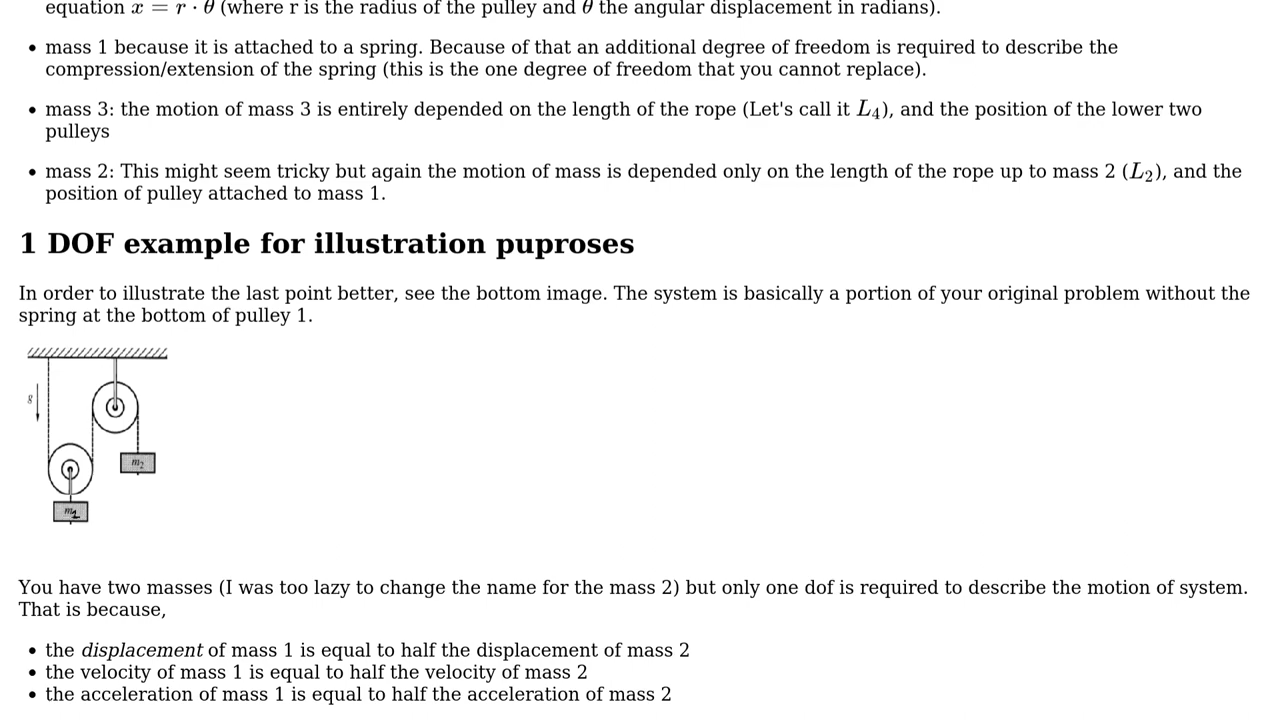 equation x = r · θ (where r is the radius of the pulley and θ the angular displacement in radians).
• mass 1 because it is attached to a spring. Because of that an additional degree of freedom is required to describe the
compression/extension of the spring (this is the one degree of freedom that you cannot replace).
• mass 3: the motion of mass 3 is entirely depended on the length of the rope (Let's call it L₄), and the position of the lower two
pulleys
• mass 2: This might seem tricky but again the motion of mass is depended only on the length of the rope up to mass 2 (L₂), and the
position of pulley attached to mass 1.
1 DOF example for illustration puproses
In order to illustrate the last point better, see the bottom image. The system is basically a portion of your original problem without the
spring at the bottom of pulley 1.
g
m₂
m₁
You have two masses (I was too lazy to change the name for the mass 2) but only one dof is required to describe the motion of system.
That is because,
• the displacement of mass 1 is equal to half the displacement of mass 2
• the velocity of mass 1 is equal to half the velocity of mass 2
• the acceleration of mass 1 is equal to half the acceleration of mass 2